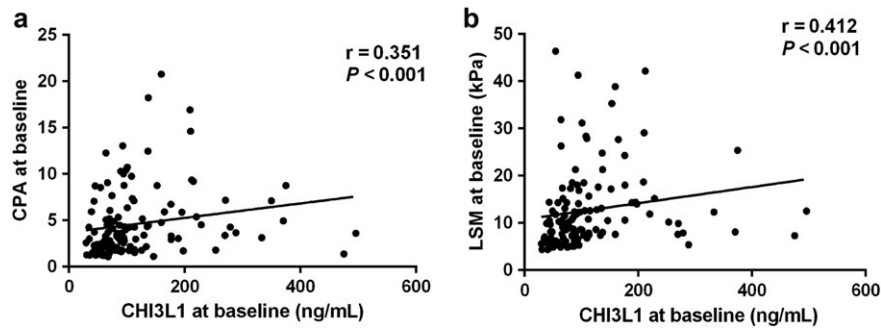 a
r = 0.351
P < 0.001
CPA at baseline
25
20
15
10
5
0
0
200
400
600
CHI3L1 at baseline (ng/mL)
b
r = 0.412
P < 0.001
LSM at baseline (kPa)
50
40
30
20
10
0
0
200
400
600
CHI3L1 at baseline (ng/mL)